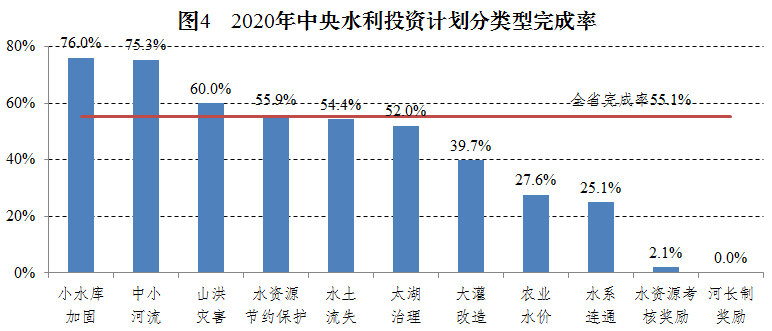 图4 2020年中央水利投资计划分类型完成率
80%
60%
40%
20%
0%
76.0%
75.3%
60.0%
55.9%
54.4%
52.0%
39.7%
27.6%
25.1%
2.1%
0.0%
全省完成率55.1%
小水库
加固
中小
河流
山洪
灾害
水资源
节约保护
水土
流失
太湖
治理
大灌
改造
农业
水价
水系
连通
水资源考
核奖励
河长制
奖励